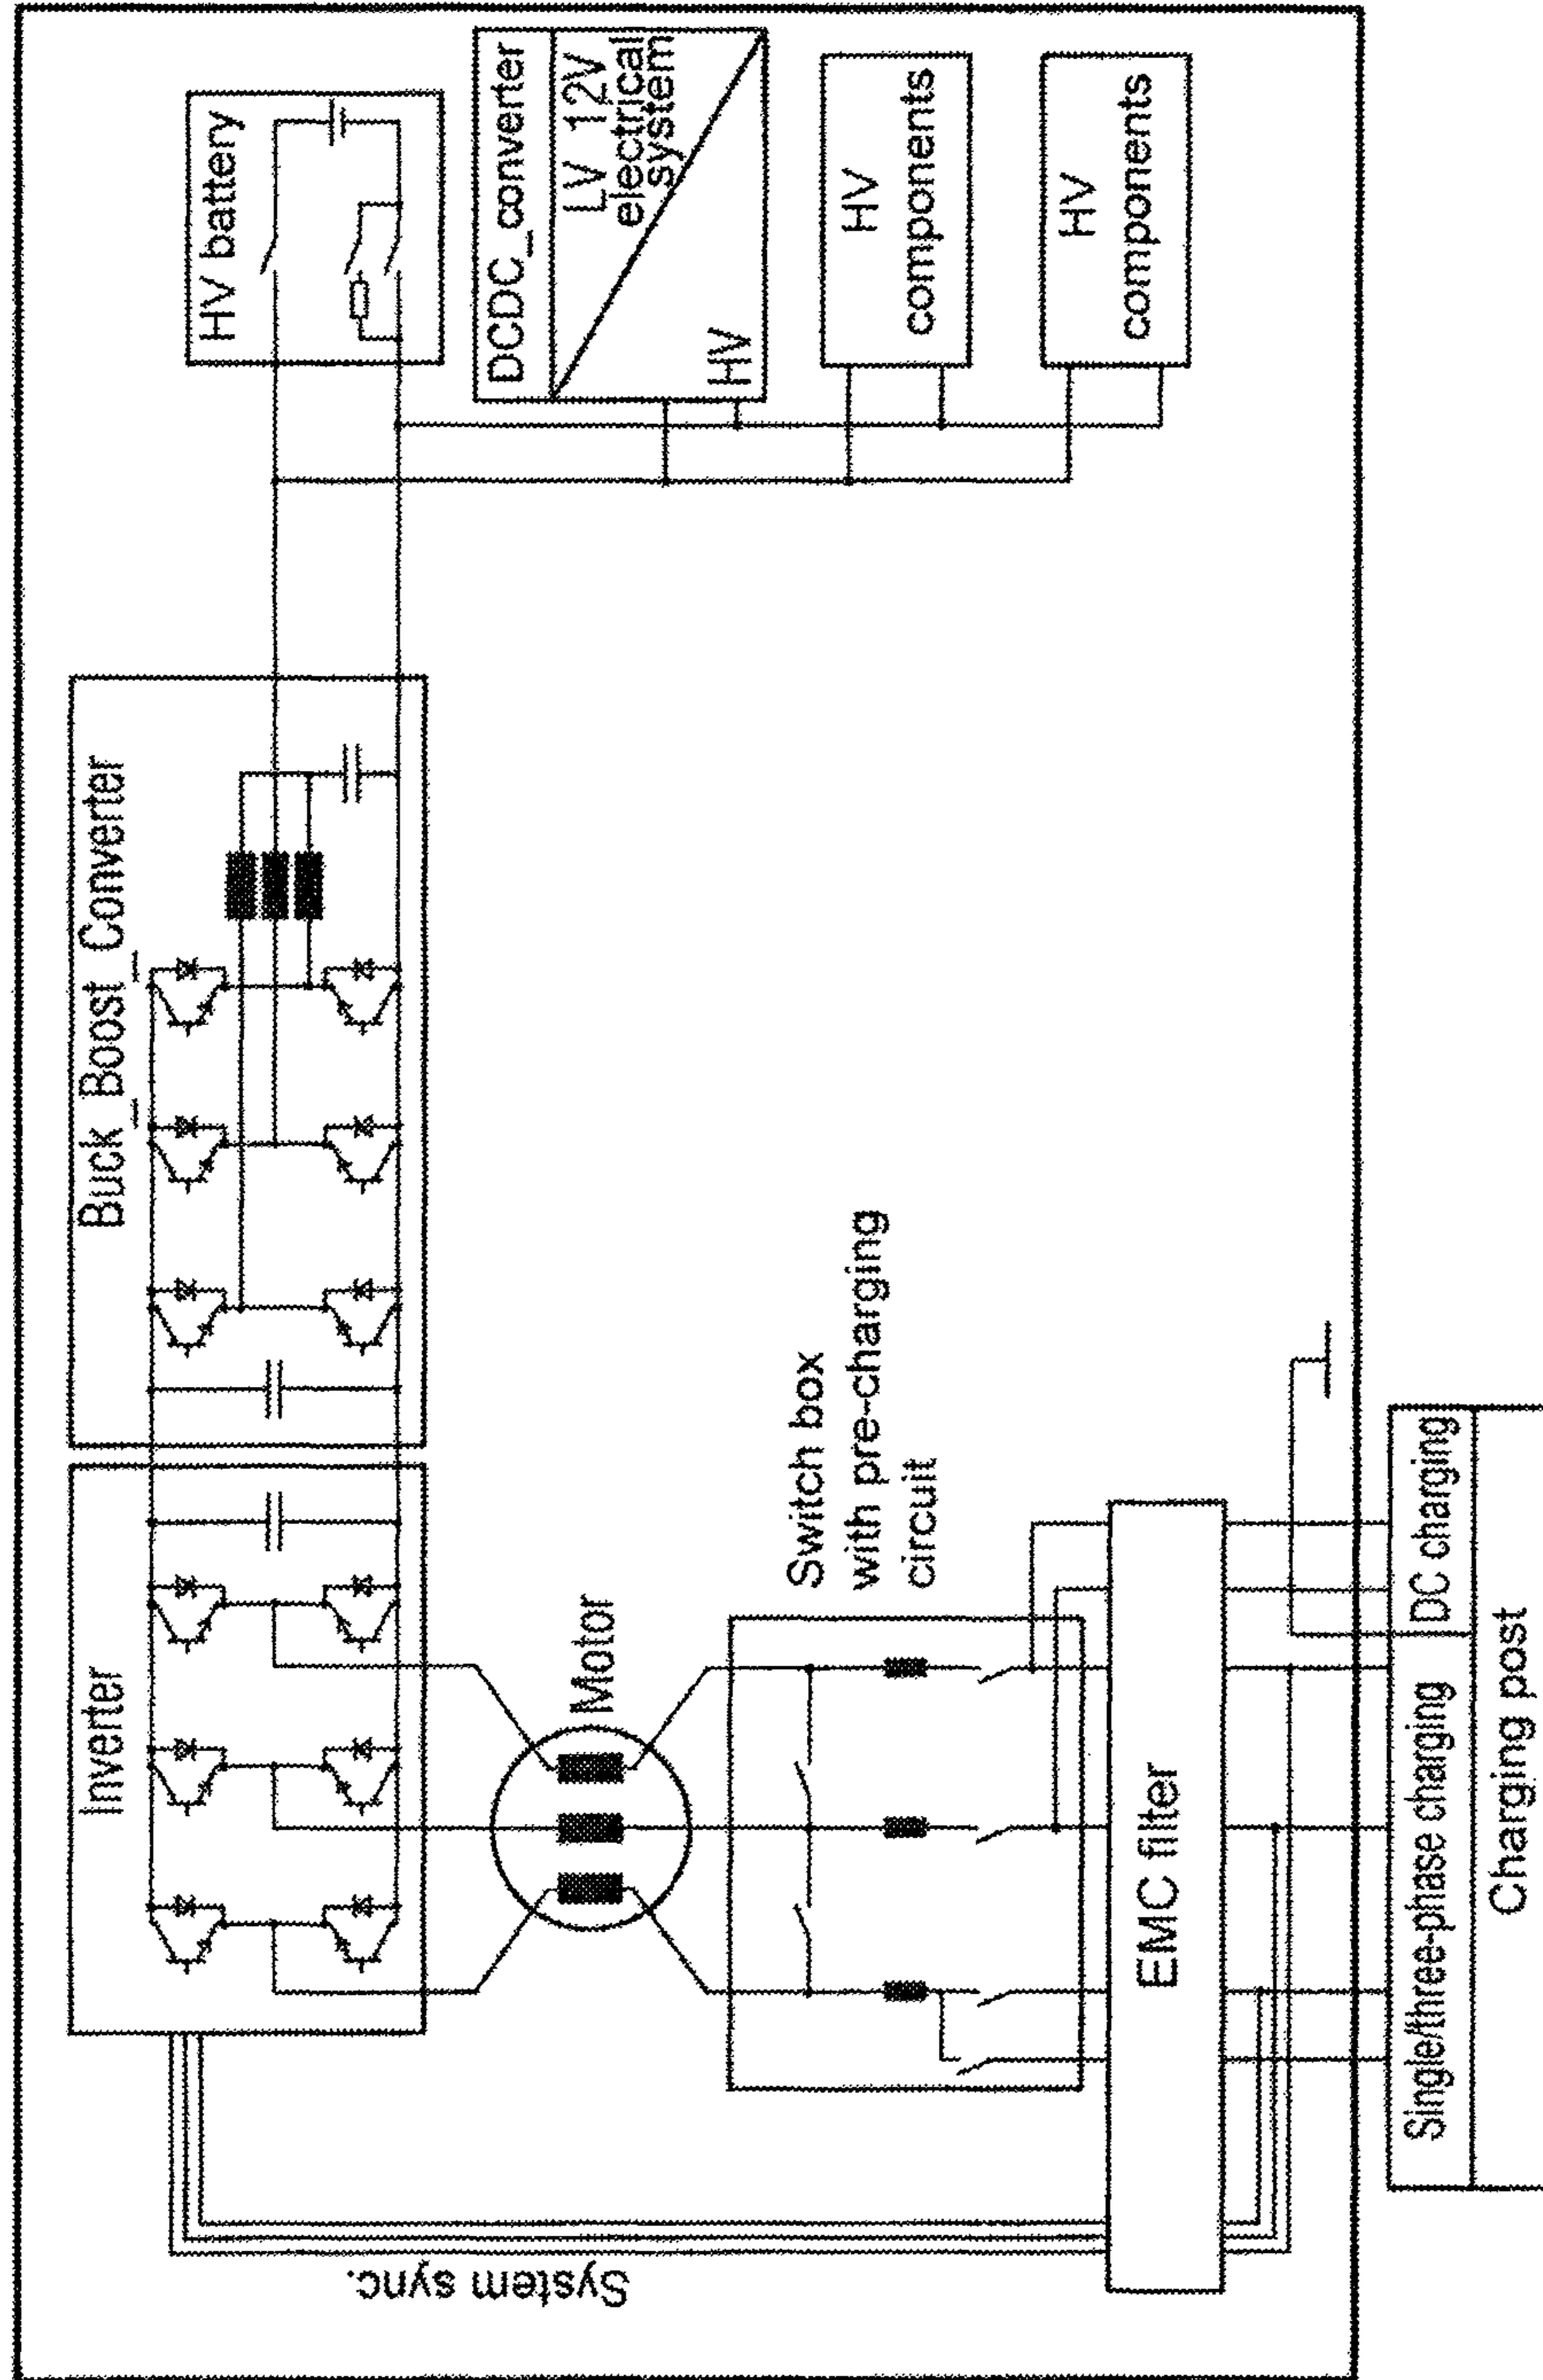 Inverter
Buck_Boost_Converter
HV battery
DCDC_converter
LV 12V
electrical
system
HV
HV
components
HV
components
Motor
Switch box
with pre-charging
circuit
System sync.
EMC filter
Single/three-phase charging
DC charging
Charging post